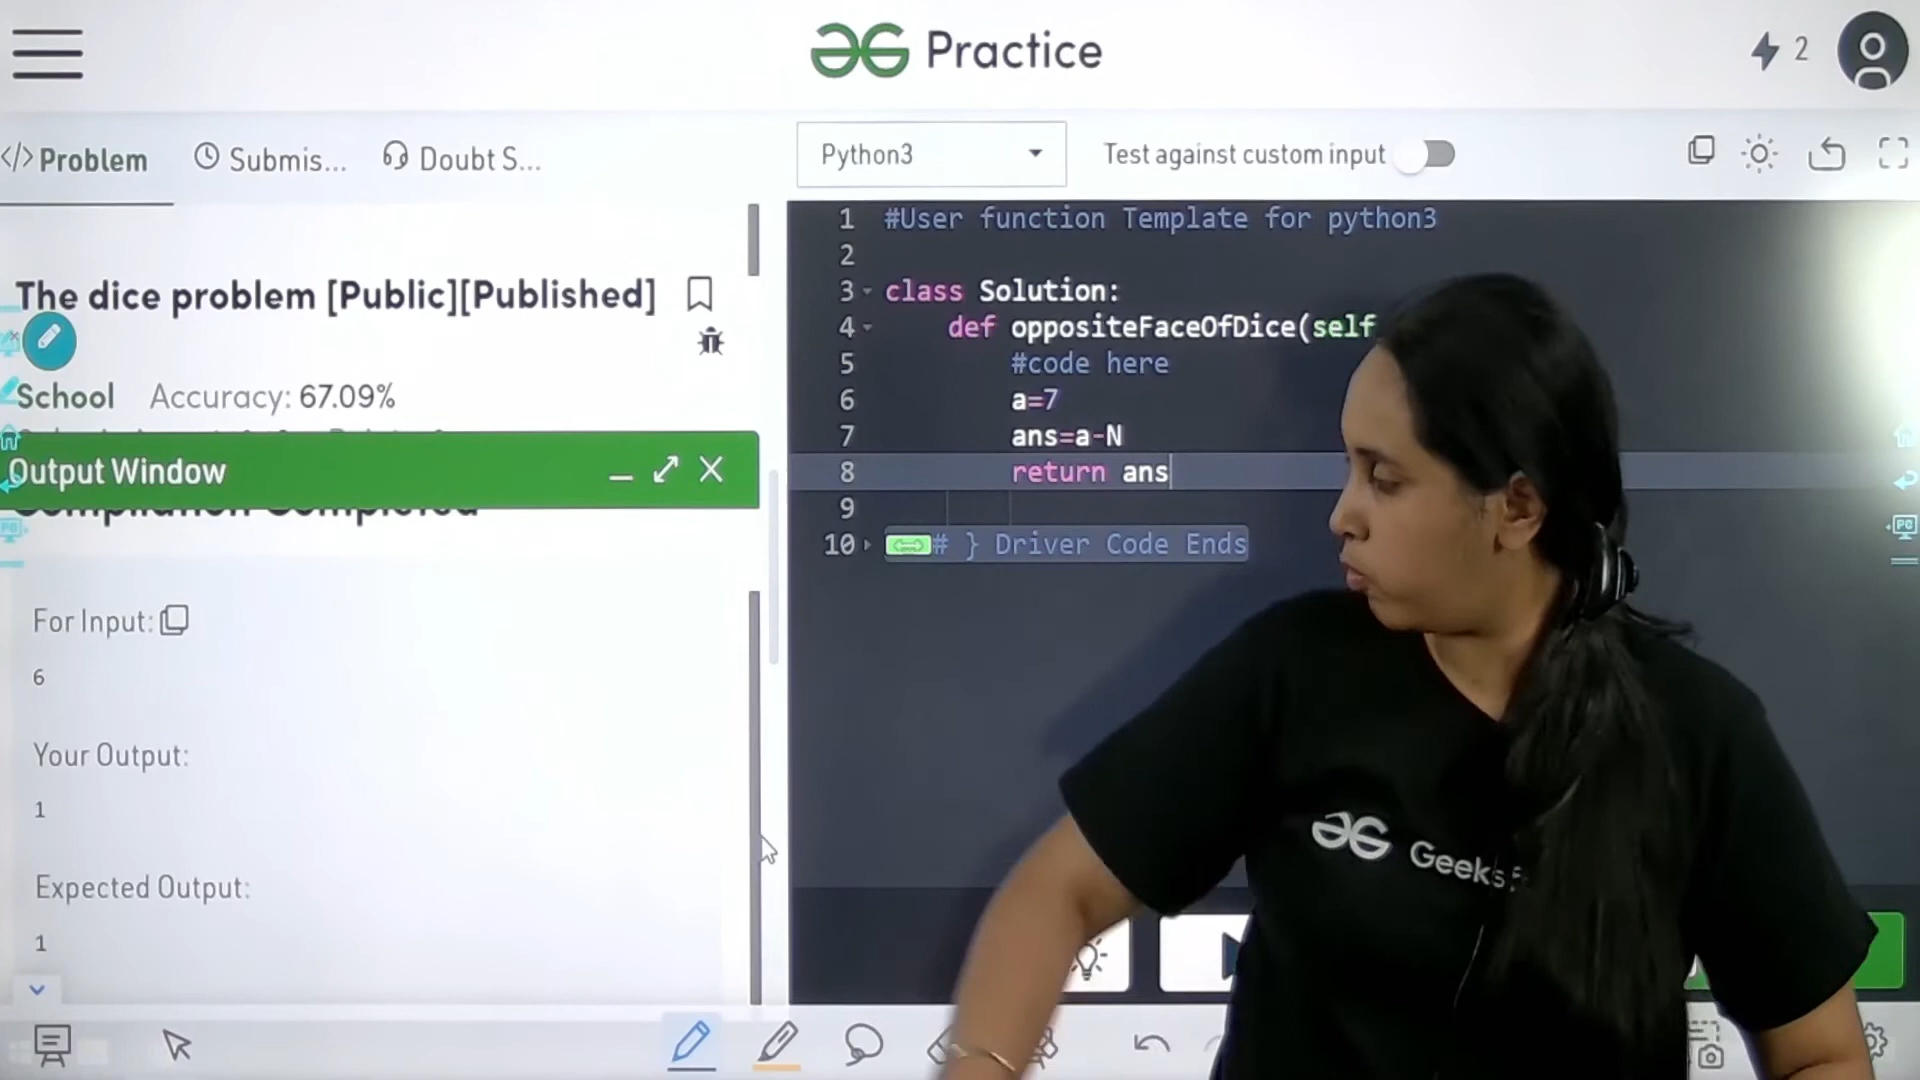 Practice
2
</> Problem
Submis...
Doubt S...
Python3
Test against custom input
The dice problem [Public][Published]
School Accuracy: 67.09%
Output Window
Compilation Completed
For Input:
6
Your Output:
1
Expected Output:
1
1 #User function Template for python3
2
3 class Solution:
4 def oppositeFaceOfDice(self
5 #code here
6 a=7
7 ans=a-N
8 return ans
9
10 # } Driver Code Ends
Geeks
PC